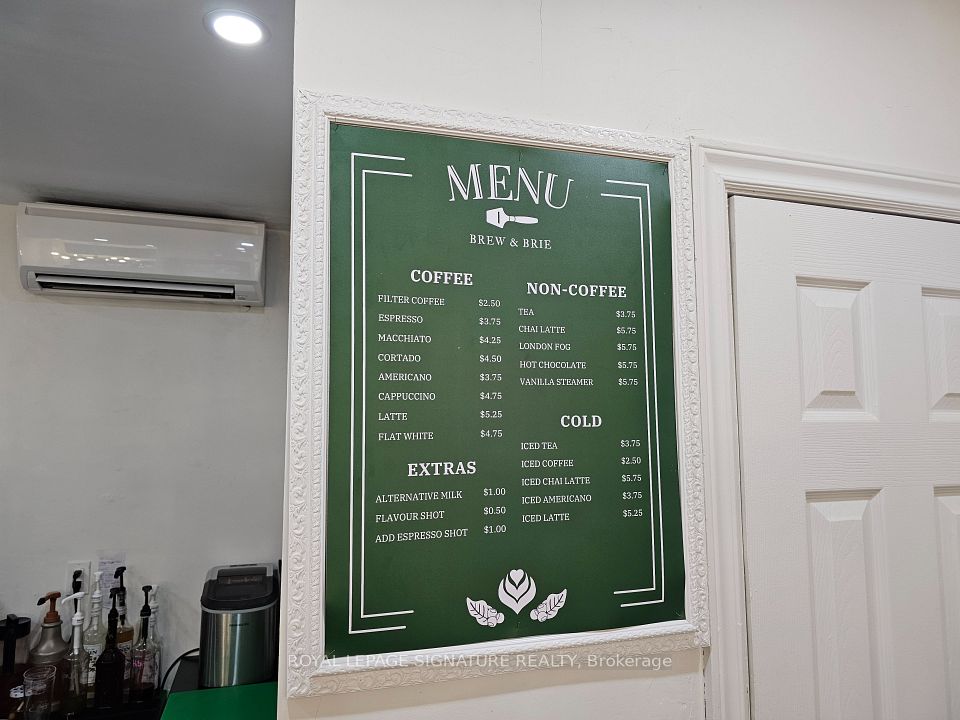 MENU
BREW & BRIE
COFFEE
FILTER COFFEE $2.50
ESPRESSO $3.75
MACCHIATO $4.25
CORTADO $4.50
AMERICANO $3.75
CAPPUCCINO $4.75
LATTE $5.25
FLAT WHITE $4.75
EXTRAS
ALTERNATIVE MILK $1.00
FLAVOUR SHOT $0.50
ADD ESPRESSO SHOT $1.00
NON-COFFEE
TEA $3.75
CHAI LATTE $5.75
LONDON FOG $5.75
HOT CHOCOLATE $5.75
VANILLA STEAMER $5.75
COLD
ICED TEA $3.75
ICED COFFEE $2.50
ICED CHAI LATTE $5.75
ICED AMERICANO $3.75
ICED LATTE $5.25
ROYAL LEPAGE SIGNATURE REALTY, Brokerage